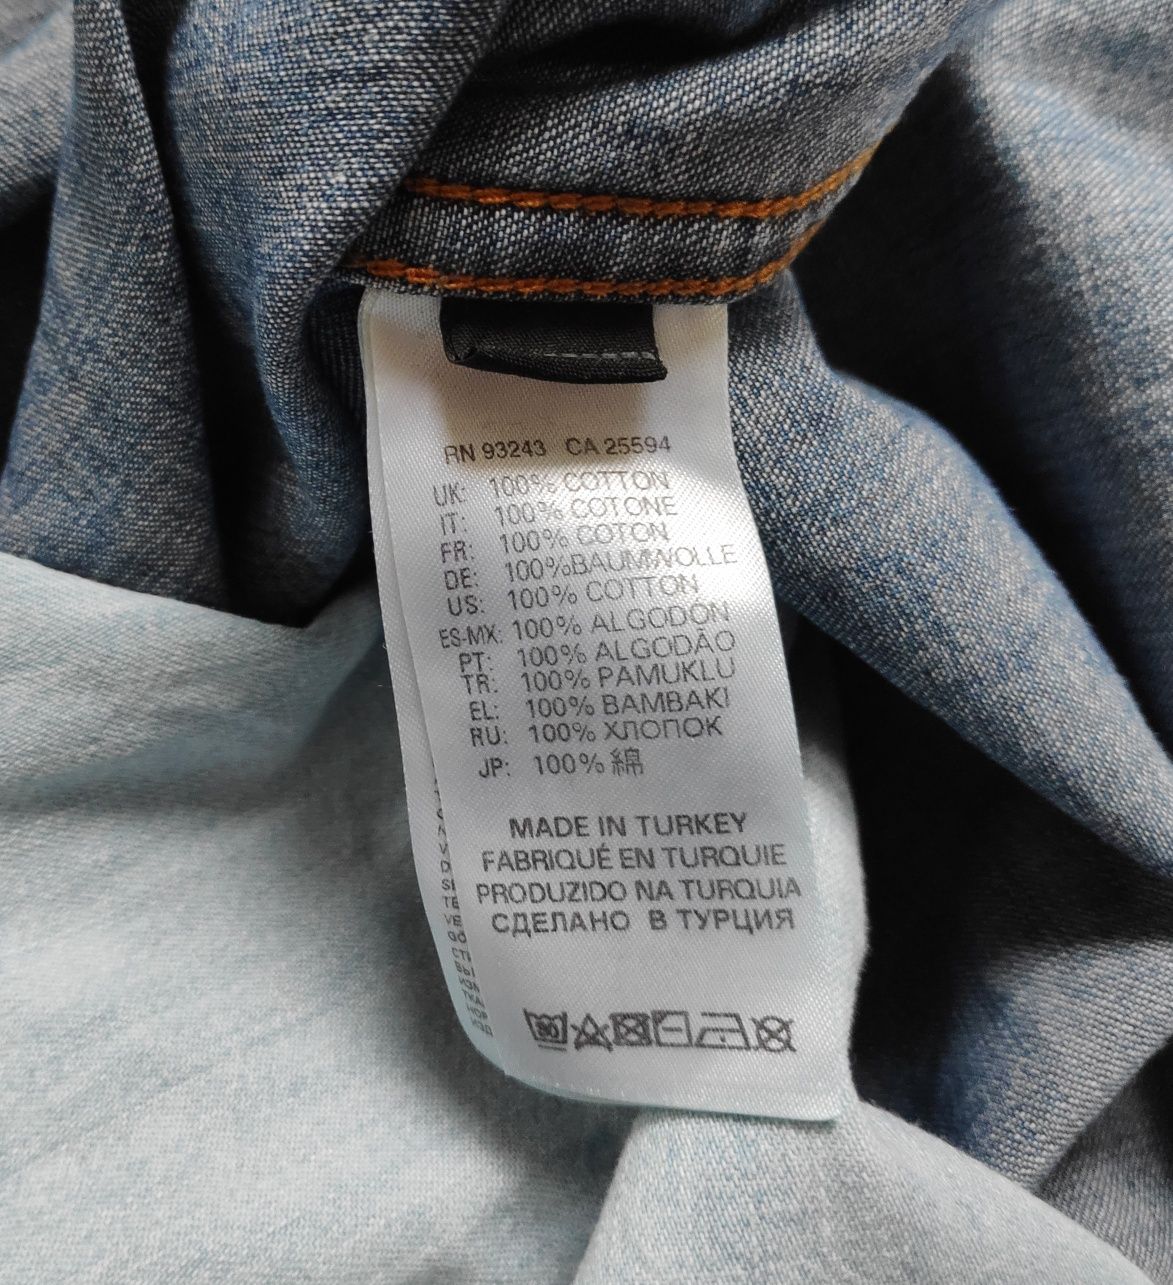 RN 93243 CA 25594
UK: 100% COTTON
IT: 100% COTONE
FR: 100% COTON
DE: 100%BAUMWOLLE
US: 100% COTTON
ES-MX: 100% ALGODÓN
PT: 100% ALGODÃO
TR: 100% PAMUKLU
EL: 100% BAMBAKI
RU: 100% ХЛОПОК
JP: 100% 綿
MADE IN TURKEY
FABRIQUÉ EN TURQUIE
PRODUZIDO NA TURQUIA
СДЕЛАНО В ТУРЦИЯ